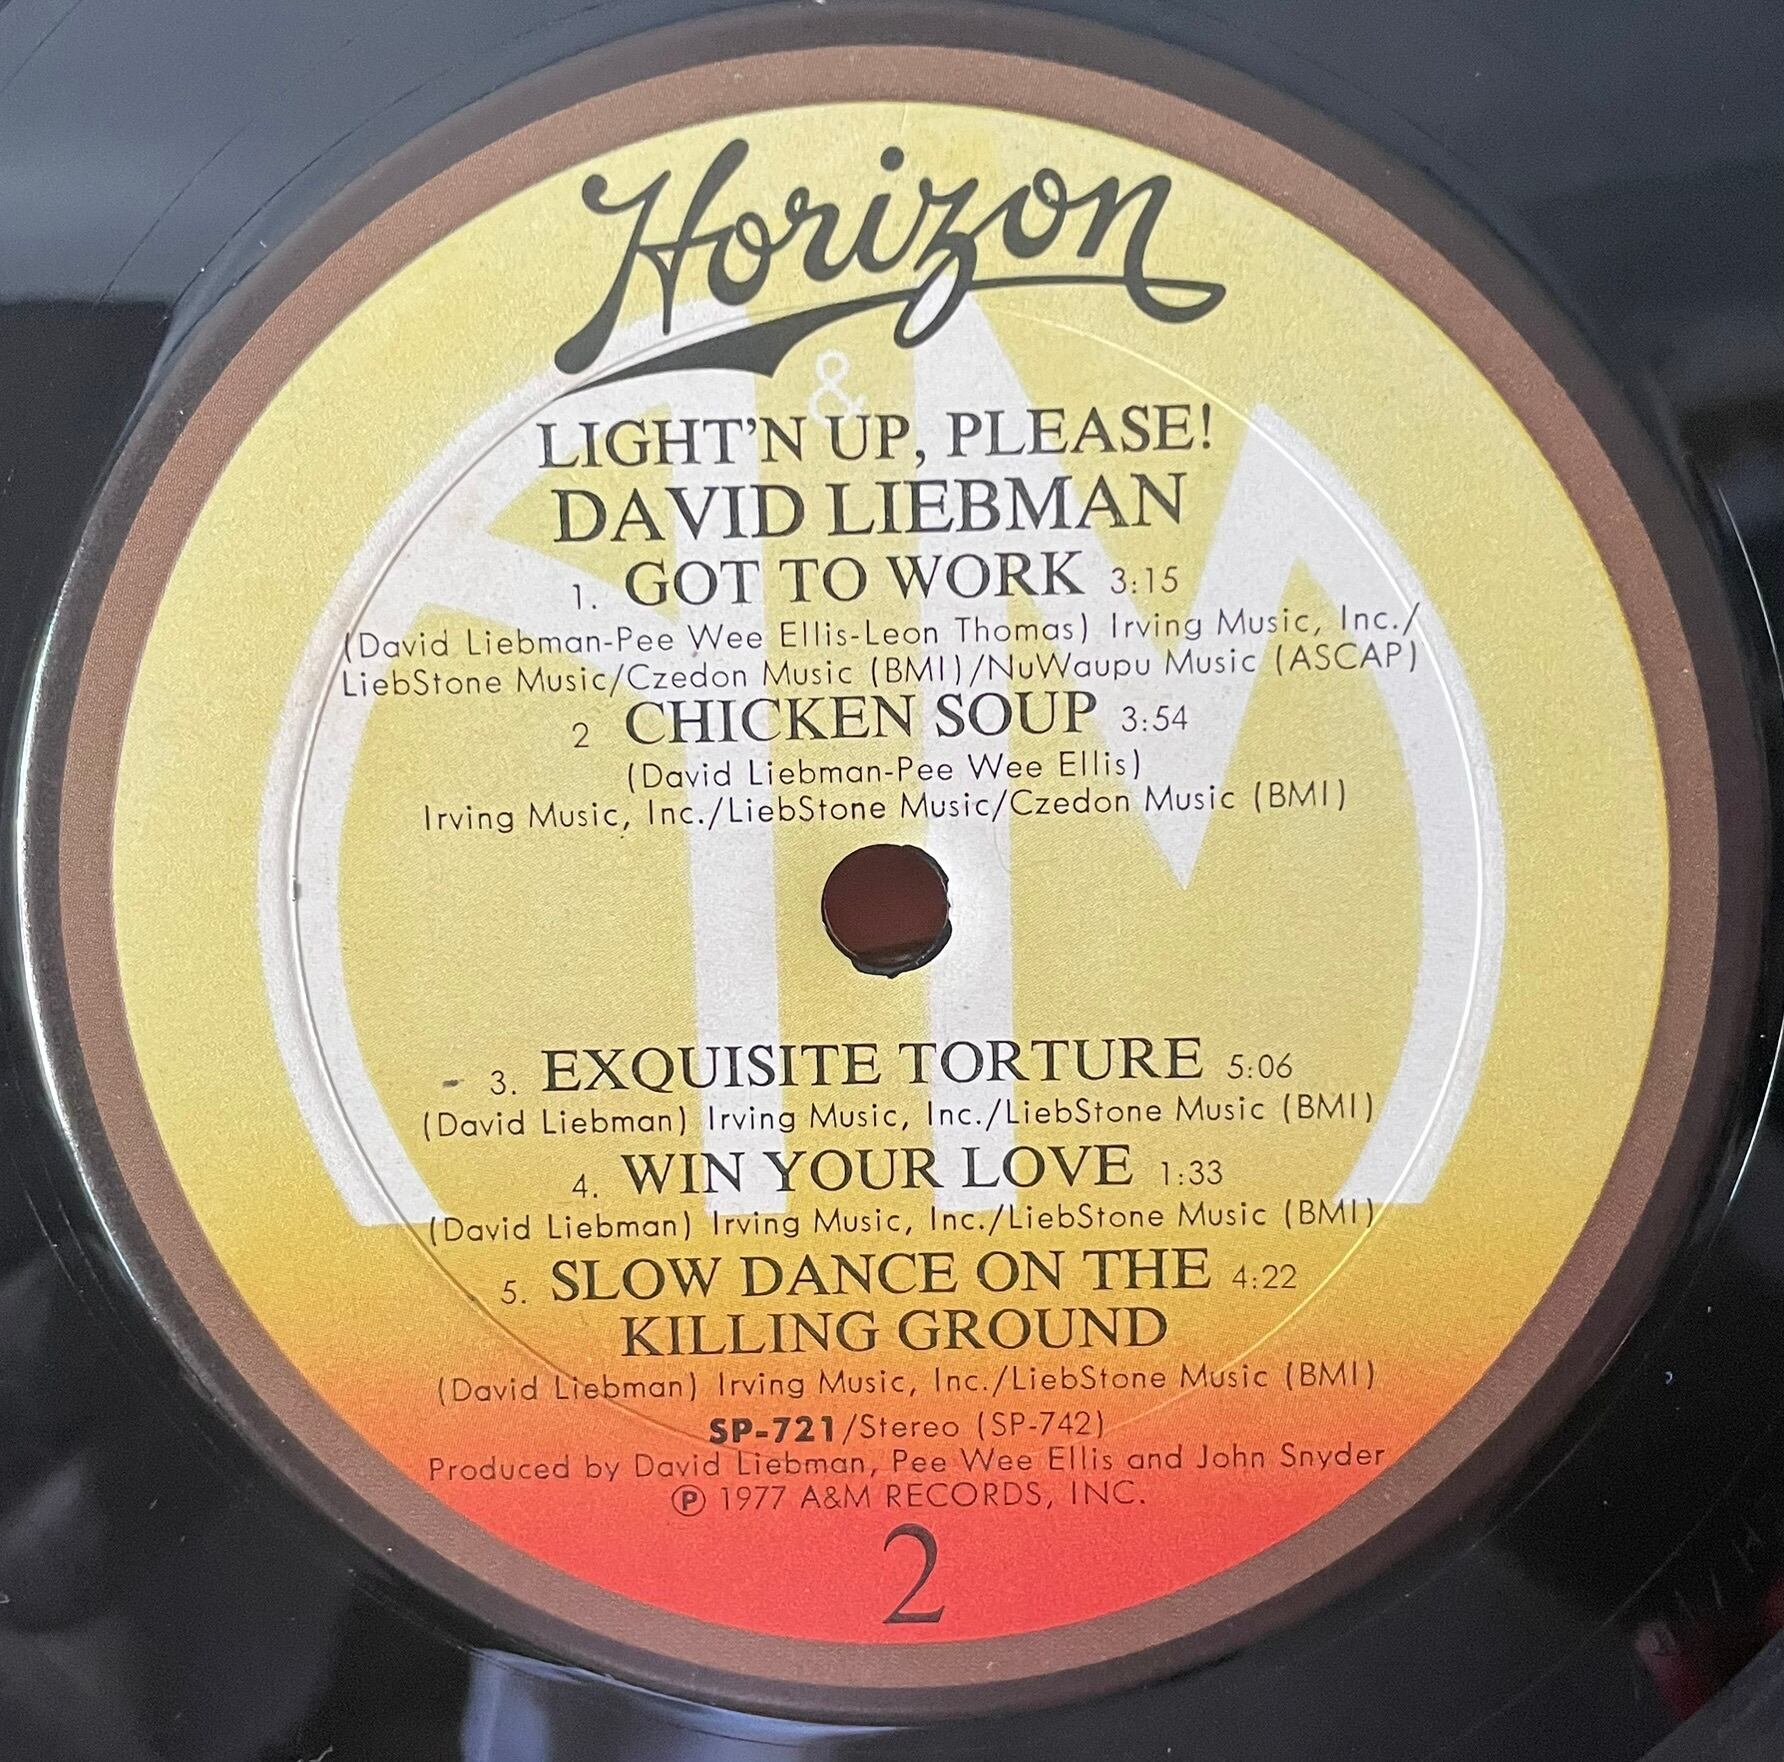 Horizon
&
A M
LIGHT'N UP, PLEASE!
DAVID LIEBMAN
1. GOT TO WORK 3:15
(David Liebman-Pee Wee Ellis-Leon Thomas) Irving Music, Inc./
LiebStone Music/Czedon Music (BMI)/NuWaupu Music (ASCAP)
2 CHICKEN SOUP 3:54
(David Liebman-Pee Wee Ellis)
Irving Music, Inc./LiebStone Music/Czedon Music (BMI)
3. EXQUISITE TORTURE 5:06
(David Liebman) Irving Music, Inc./LiebStone Music (BMI)
4. WIN YOUR LOVE 1:33
(David Liebman) Irving Music, Inc./LiebStone Music (BMI)
5. SLOW DANCE ON THE 4:22
KILLING GROUND
(David Liebman) Irving Music, Inc./LiebStone Music (BMI)
SP-721/Stereo (SP-742)
Produced by David Liebman, Pee Wee Ellis and John Snyder
Ⓟ 1977 A&M RECORDS, INC.
2